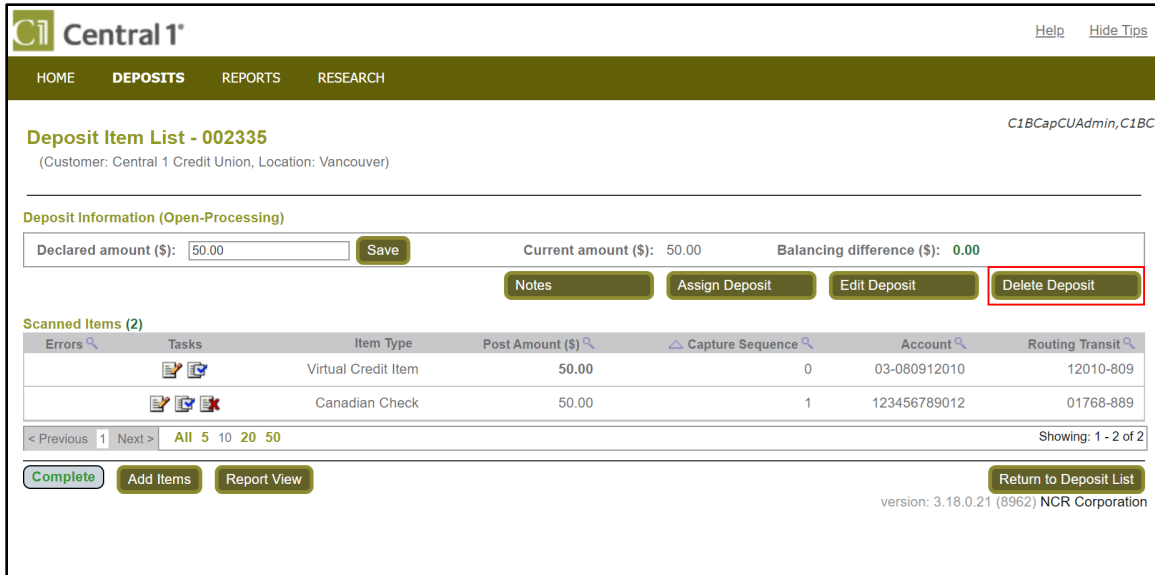 C1 Central 1®
Help Hide Tips
HOME DEPOSITS REPORTS RESEARCH
C1BCapCUAdmin,C1BC
Deposit Item List - 002335
(Customer: Central 1 Credit Union, Location: Vancouver)
Deposit Information (Open-Processing)
Declared amount ($): 50.00 Save Current amount ($): 50.00 Balancing difference ($): 0.00
Notes Assign Deposit Edit Deposit Delete Deposit
Scanned Items (2)
Errors Tasks Item Type Post Amount ($) Capture Sequence Account Routing Transit
Virtual Credit Item 50.00 0 03-080912010 12010-809
Canadian Check 50.00 1 123456789012 01768-889
< Previous 1 Next > All 5 10 20 50 Showing: 1 - 2 of 2
Complete Add Items Report View Return to Deposit List
version: 3.18.0.21 (8962) NCR Corporation